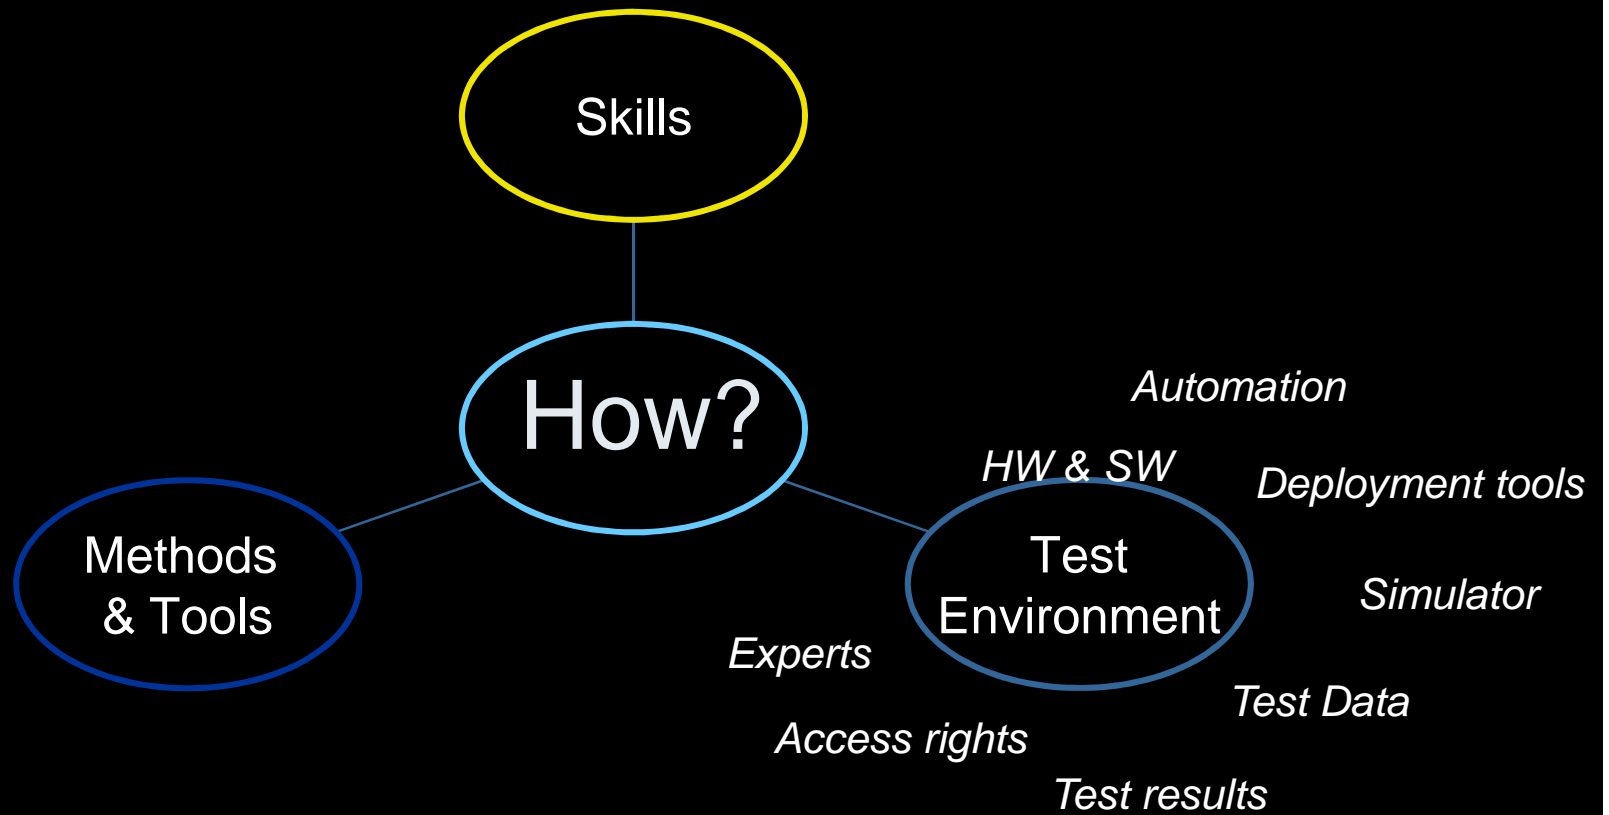 Skills
How?
Automation
HW & SW
Deployment tools
Methods
& Tools
Test
Environment
Simulator
Experts
Test Data
Access rights
Test results